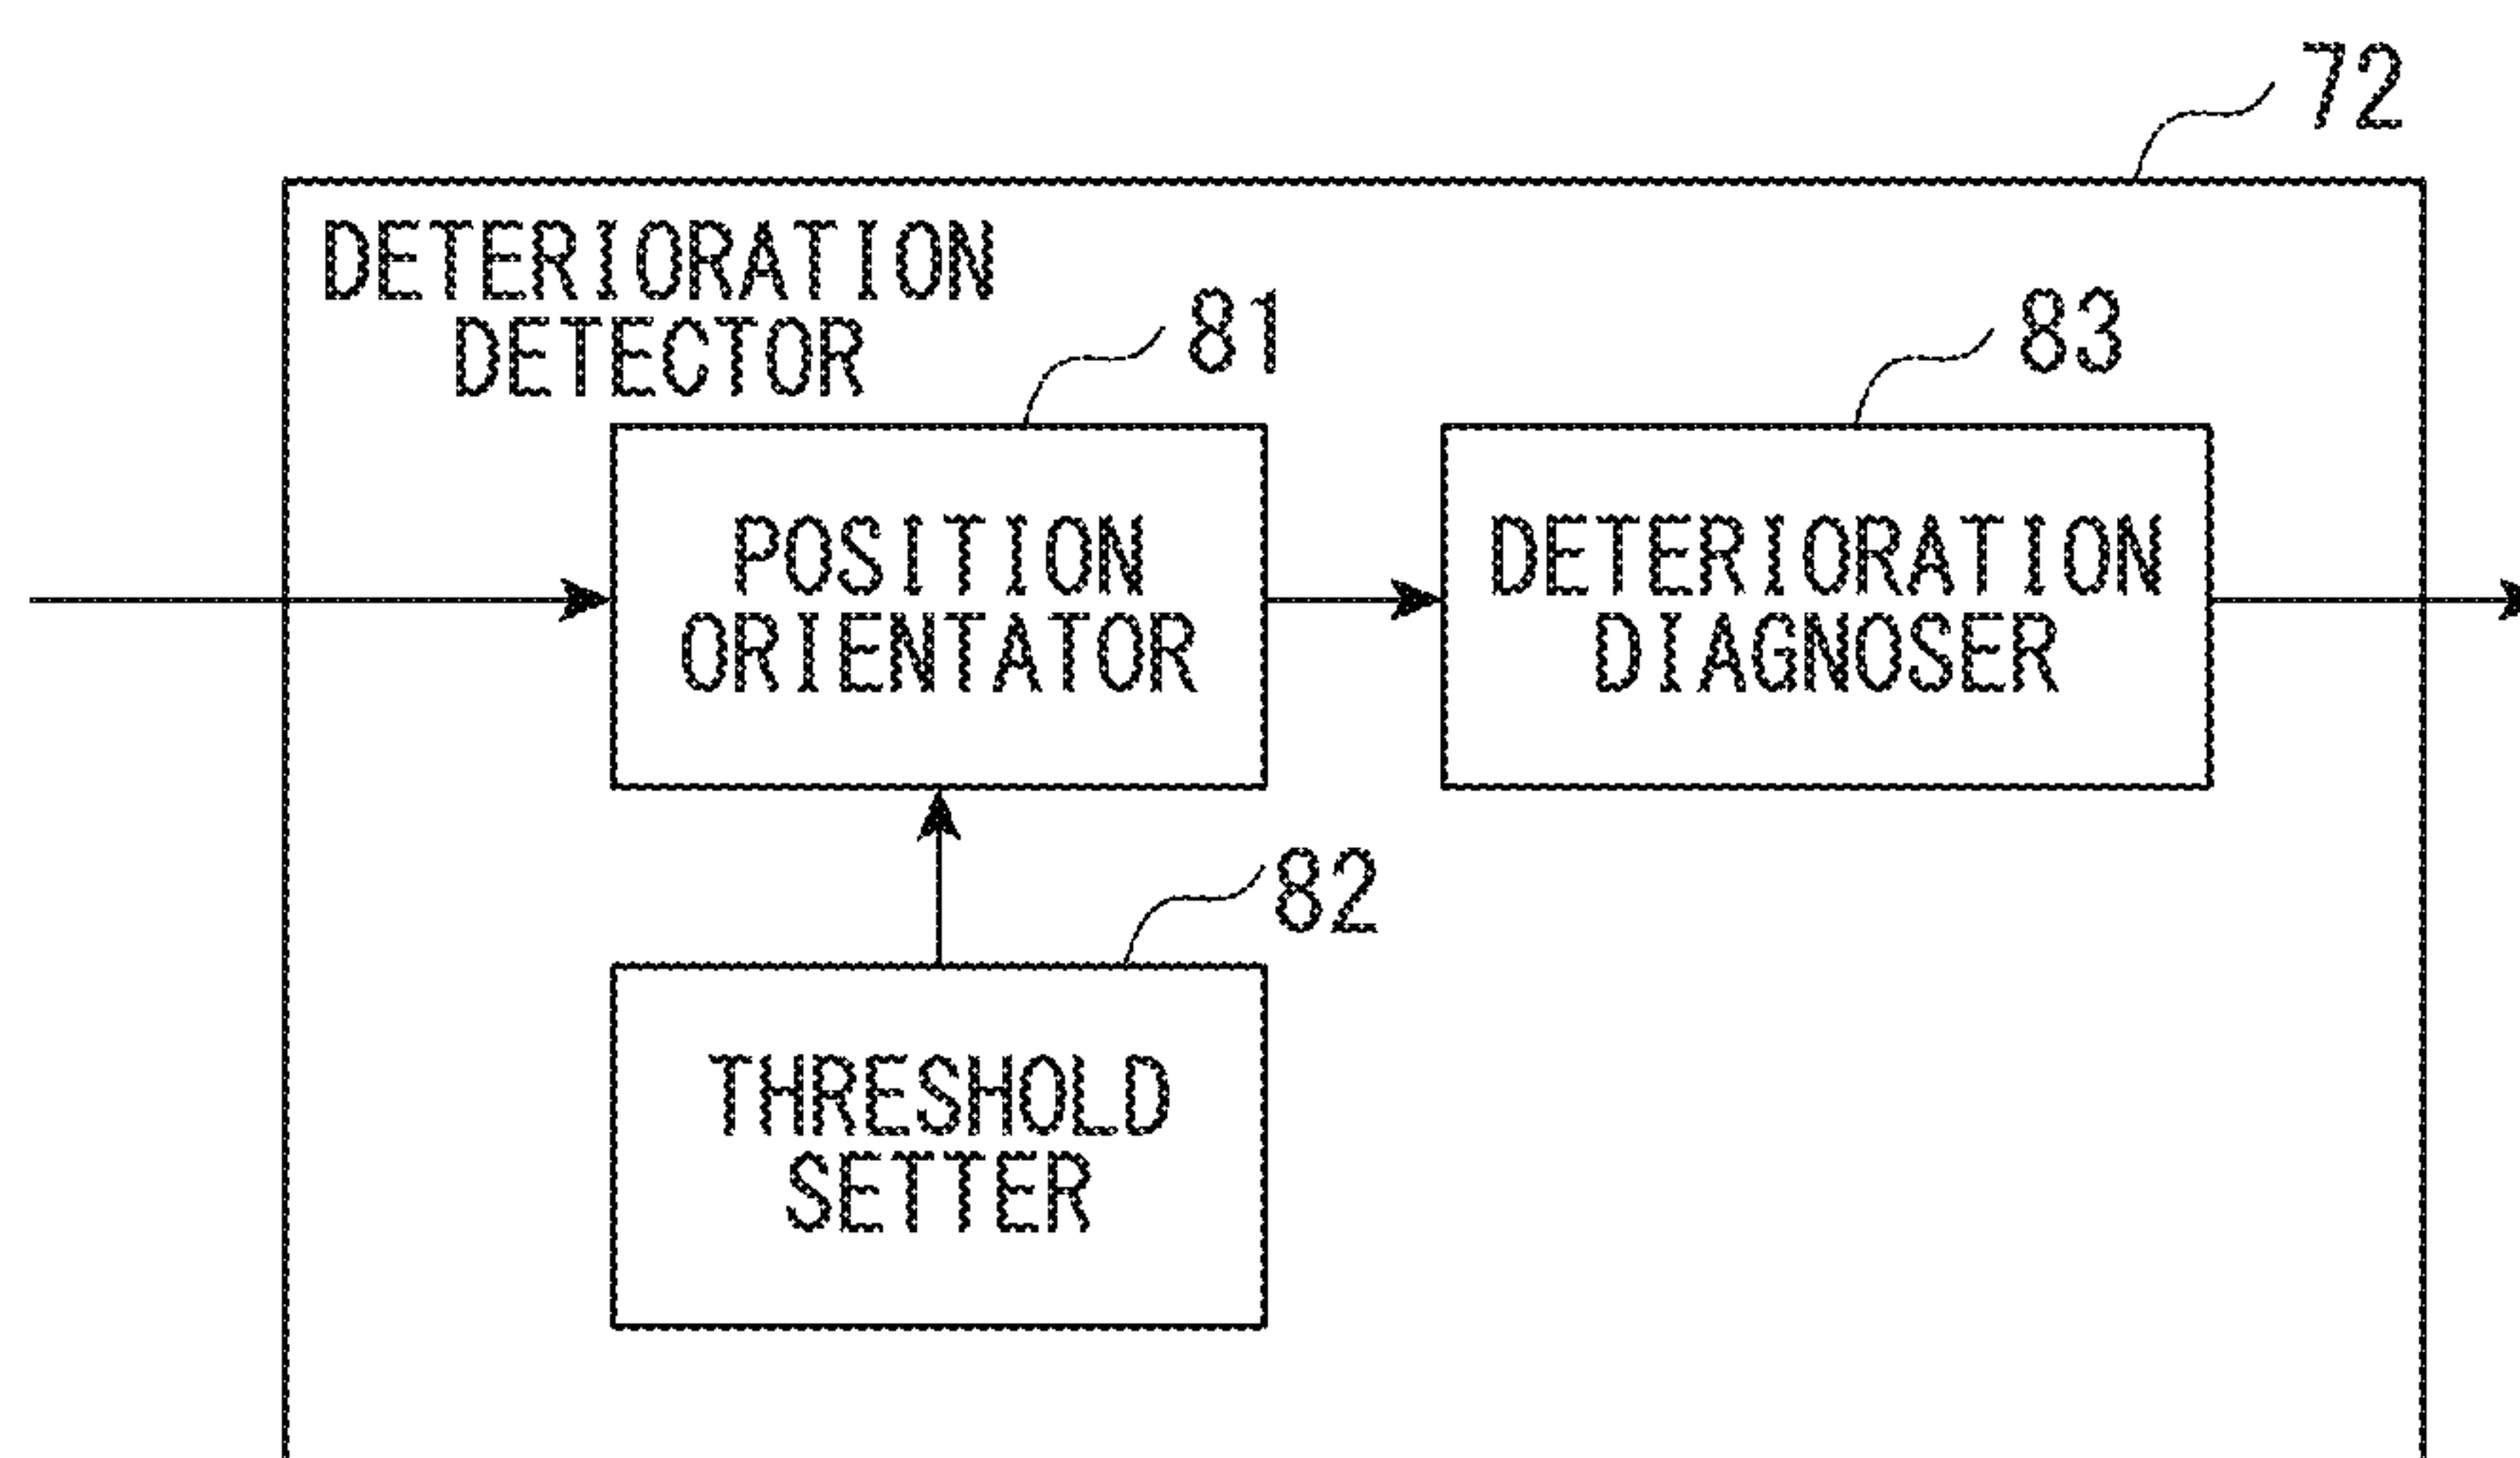 72
DETERIORATION
DETECTOR
81
83
POSITION
ORIENTATOR
DETERIORATION
DIAGNOSER
82
THRESHOLD
SETTER